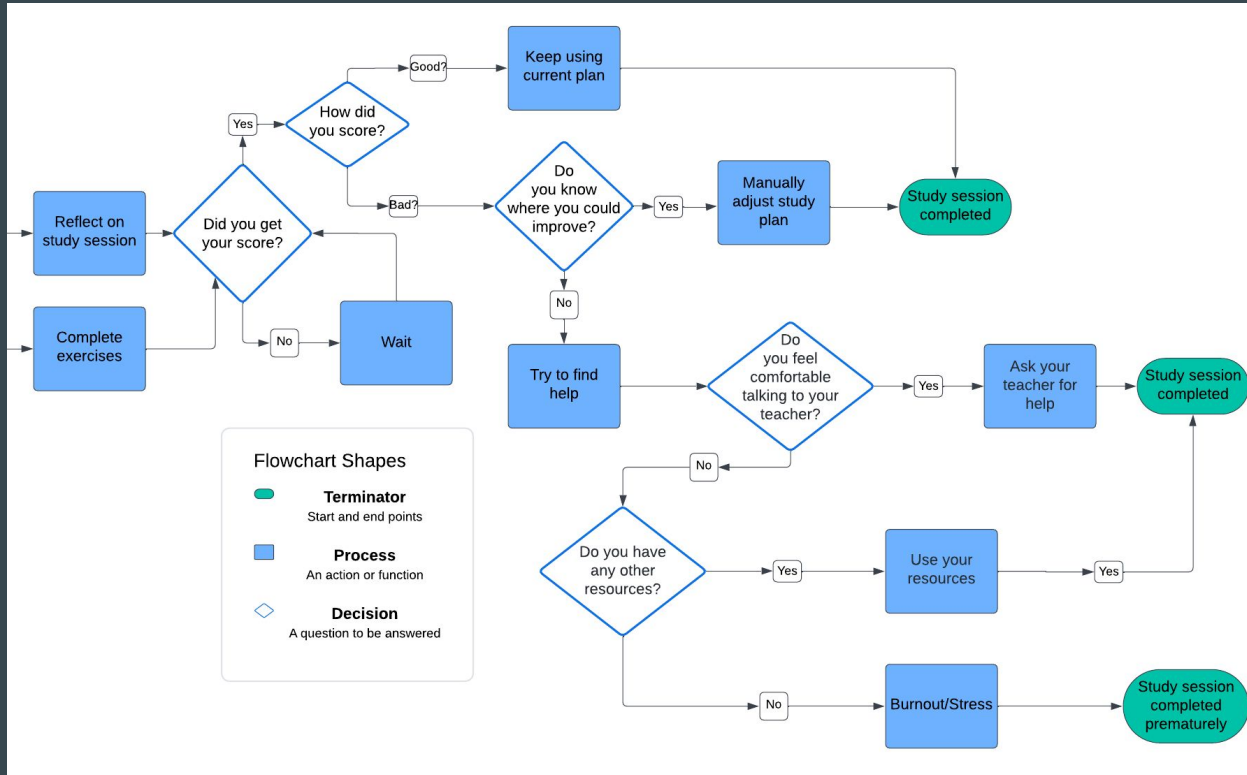 Good?
Keep using
current plan
How did
you score?
Yes
Bad?
Do
you know
where you could
improve?
Yes
Manually
adjust study
plan
Study session
completed
Reflect on
study session
Did you get
your score?
Complete
exercises
No
Wait
No
Try to find
help
Do
you feel
comfortable
talking to your
teacher?
Yes
Ask your
teacher for
help
Study session
completed
No
Do you have
any other
resources?
Yes
Use your
resources
Yes
No
Burnout/Stress
Study session
completed
prematurely
Flowchart Shapes
Terminator
Start and end points
Process
An action or function
Decision
A question to be answered